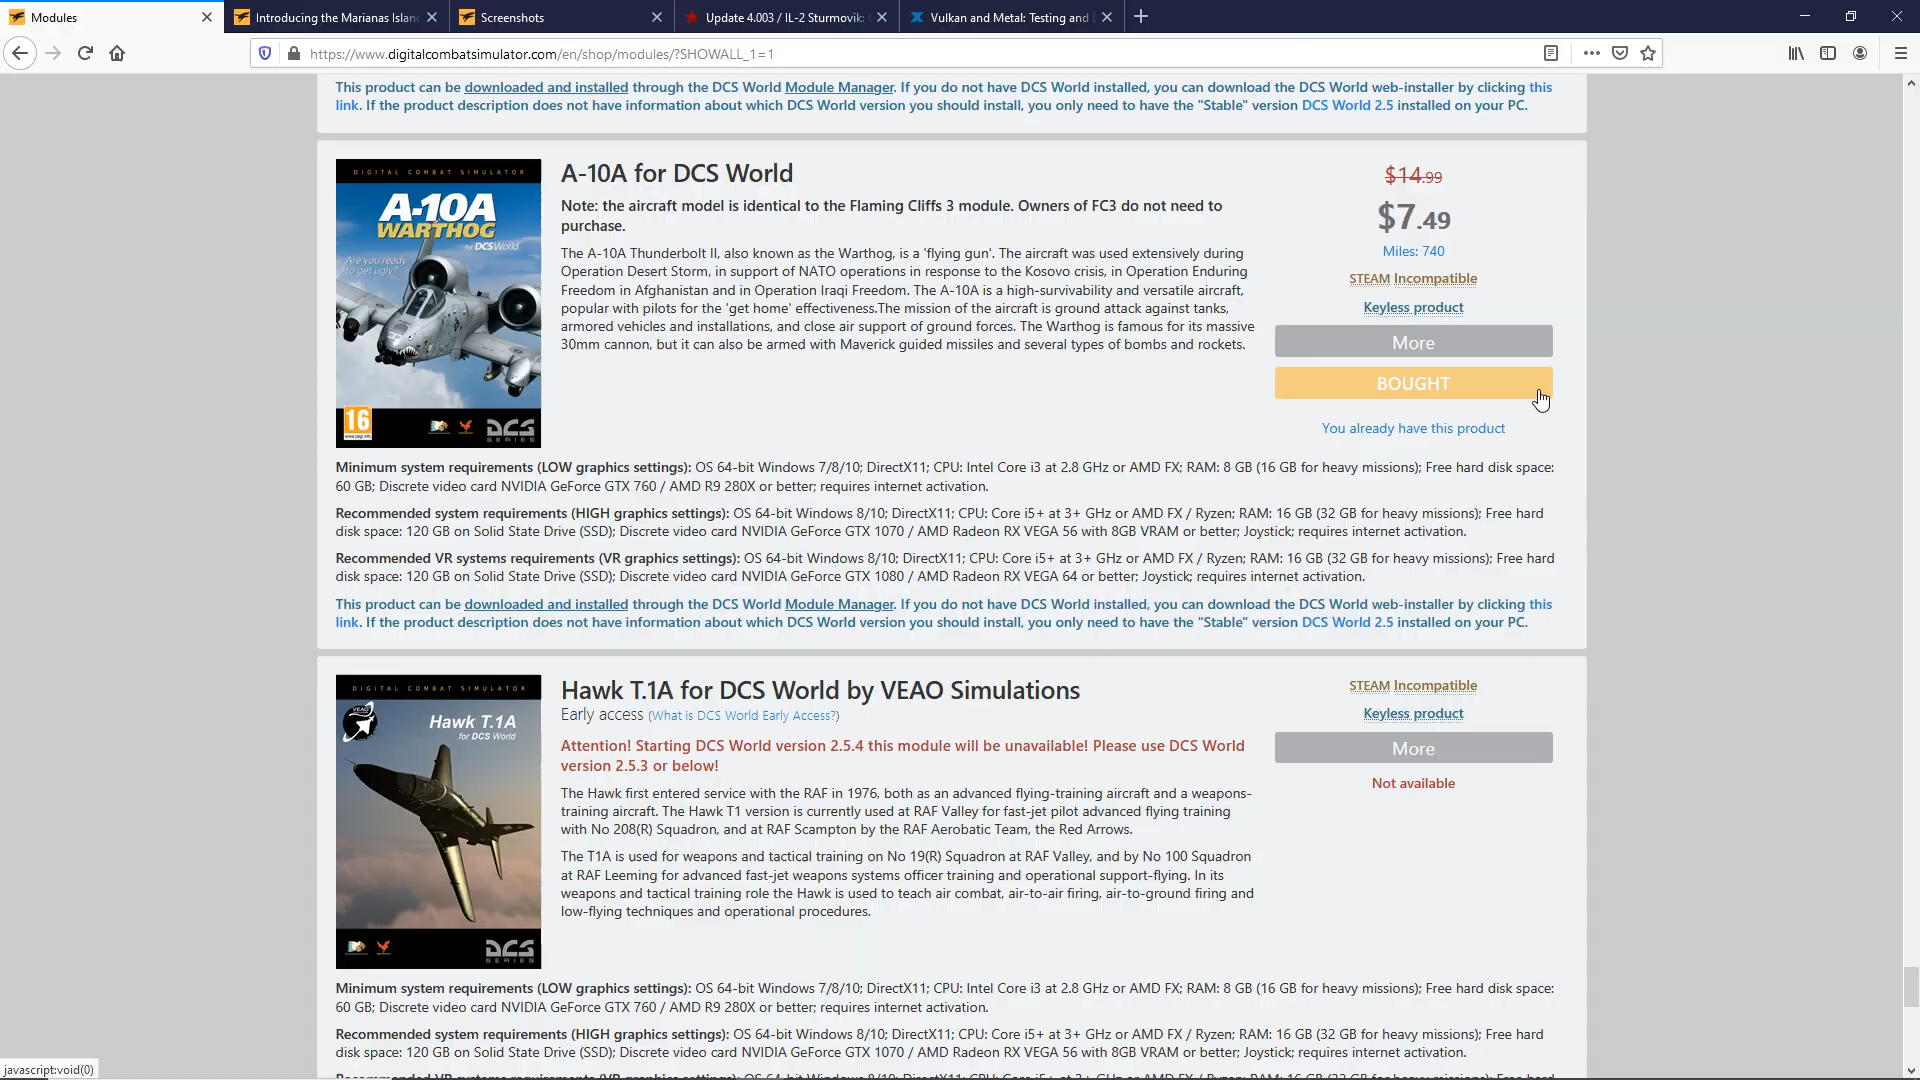 Modules
Introducing the Marianas Islan
Screenshots
Update 4.003 / IL-2 Sturmovik:
Vulkan and Metal: Testing and
https://www.digitalcombatsimulator.com/en/shop/modules/?SHOWALL_1=1
This product can be downloaded and installed through the DCS World Module Manager. If you do not have DCS World installed, you can download the DCS World web-installer by clicking this
link. If the product description does not have information about which DCS World version you should install, you only need to have the "Stable" version DCS World 2.5 installed on your PC.
DIGITAL COMBAT SIMULATOR
A-10A
WARTHOG
for DCS World
Are you ready
to get ugly?
16
www.pegi.info
DCS
SERIES
A-10A for DCS World
Note: the aircraft model is identical to the Flaming Cliffs 3 module. Owners of FC3 do not need to
purchase.
The A-10A Thunderbolt II, also known as the Warthog, is a 'flying gun'. The aircraft was used extensively during
Operation Desert Storm, in support of NATO operations in response to the Kosovo crisis, in Operation Enduring
Freedom in Afghanistan and in Operation Iraqi Freedom. The A-10A is a high-survivability and versatile aircraft,
popular with pilots for the 'get home' effectiveness.The mission of the aircraft is ground attack against tanks,
armored vehicles and installations, and close air support of ground forces. The Warthog is famous for its massive
30mm cannon, but it can also be armed with Maverick guided missiles and several types of bombs and rockets.
$14.99
$7.49
Miles: 740
STEAM Incompatible
Keyless product
More
BOUGHT
You already have this product
Minimum system requirements (LOW graphics settings): OS 64-bit Windows 7/8/10; DirectX11; CPU: Intel Core i3 at 2.8 GHz or AMD FX; RAM: 8 GB (16 GB for heavy missions); Free hard disk space:
60 GB; Discrete video card NVIDIA GeForce GTX 760 / AMD R9 280X or better; requires internet activation.
Recommended system requirements (HIGH graphics settings): OS 64-bit Windows 8/10; DirectX11; CPU: Core i5+ at 3+ GHz or AMD FX / Ryzen; RAM: 16 GB (32 GB for heavy missions); Free hard
disk space: 120 GB on Solid State Drive (SSD); Discrete video card NVIDIA GeForce GTX 1070 / AMD Radeon RX VEGA 56 with 8GB VRAM or better; Joystick; requires internet activation.
Recommended VR systems requirements (VR graphics settings): OS 64-bit Windows 8/10; DirectX11; CPU: Core i5+ at 3+ GHz or AMD FX / Ryzen; RAM: 16 GB (32 GB for heavy missions); Free hard
disk space: 120 GB on Solid State Drive (SSD); Discrete video card NVIDIA GeForce GTX 1080 / AMD Radeon RX VEGA 64 or better; Joystick; requires internet activation.
This product can be downloaded and installed through the DCS World Module Manager. If you do not have DCS World installed, you can download the DCS World web-installer by clicking this
link. If the product description does not have information about which DCS World version you should install, you only need to have the "Stable" version DCS World 2.5 installed on your PC.
DIGITAL COMBAT SIMULATOR
VEAO
Hawk T.1A
for DCS World
DCS
SERIES
Hawk T.1A for DCS World by VEAO Simulations
Early access (What is DCS World Early Access?)
Attention! Starting DCS World version 2.5.4 this module will be unavailable! Please use DCS World
version 2.5.3 or below!
The Hawk first entered service with the RAF in 1976, both as an advanced flying-training aircraft and a weapons-
training aircraft. The Hawk T1 version is currently used at RAF Valley for fast-jet pilot advanced flying training
with No 208(R) Squadron, and at RAF Scampton by the RAF Aerobatic Team, the Red Arrows.
The T1A is used for weapons and tactical training on No 19(R) Squadron at RAF Valley, and by No 100 Squadron
at RAF Leeming for advanced fast-jet weapons systems officer training and operational support-flying. In its
weapons and tactical training role the Hawk is used to teach air combat, air-to-air firing, air-to-ground firing and
low-flying techniques and operational procedures.
STEAM Incompatible
Keyless product
More
Not available
Minimum system requirements (LOW graphics settings): OS 64-bit Windows 7/8/10; DirectX11; CPU: Intel Core i3 at 2.8 GHz or AMD FX; RAM: 8 GB (16 GB for heavy missions); Free hard disk space:
60 GB; Discrete video card NVIDIA GeForce GTX 760 / AMD R9 280X or better; requires internet activation.
Recommended system requirements (HIGH graphics settings): OS 64-bit Windows 8/10; DirectX11; CPU: Core i5+ at 3+ GHz or AMD FX / Ryzen; RAM: 16 GB (32 GB for heavy missions); Free hard
disk space: 120 GB on Solid State Drive (SSD); Discrete video card NVIDIA GeForce GTX 1070 / AMD Radeon RX VEGA 56 with 8GB VRAM or better; Joystick; requires internet activation.
javascript:void(0)